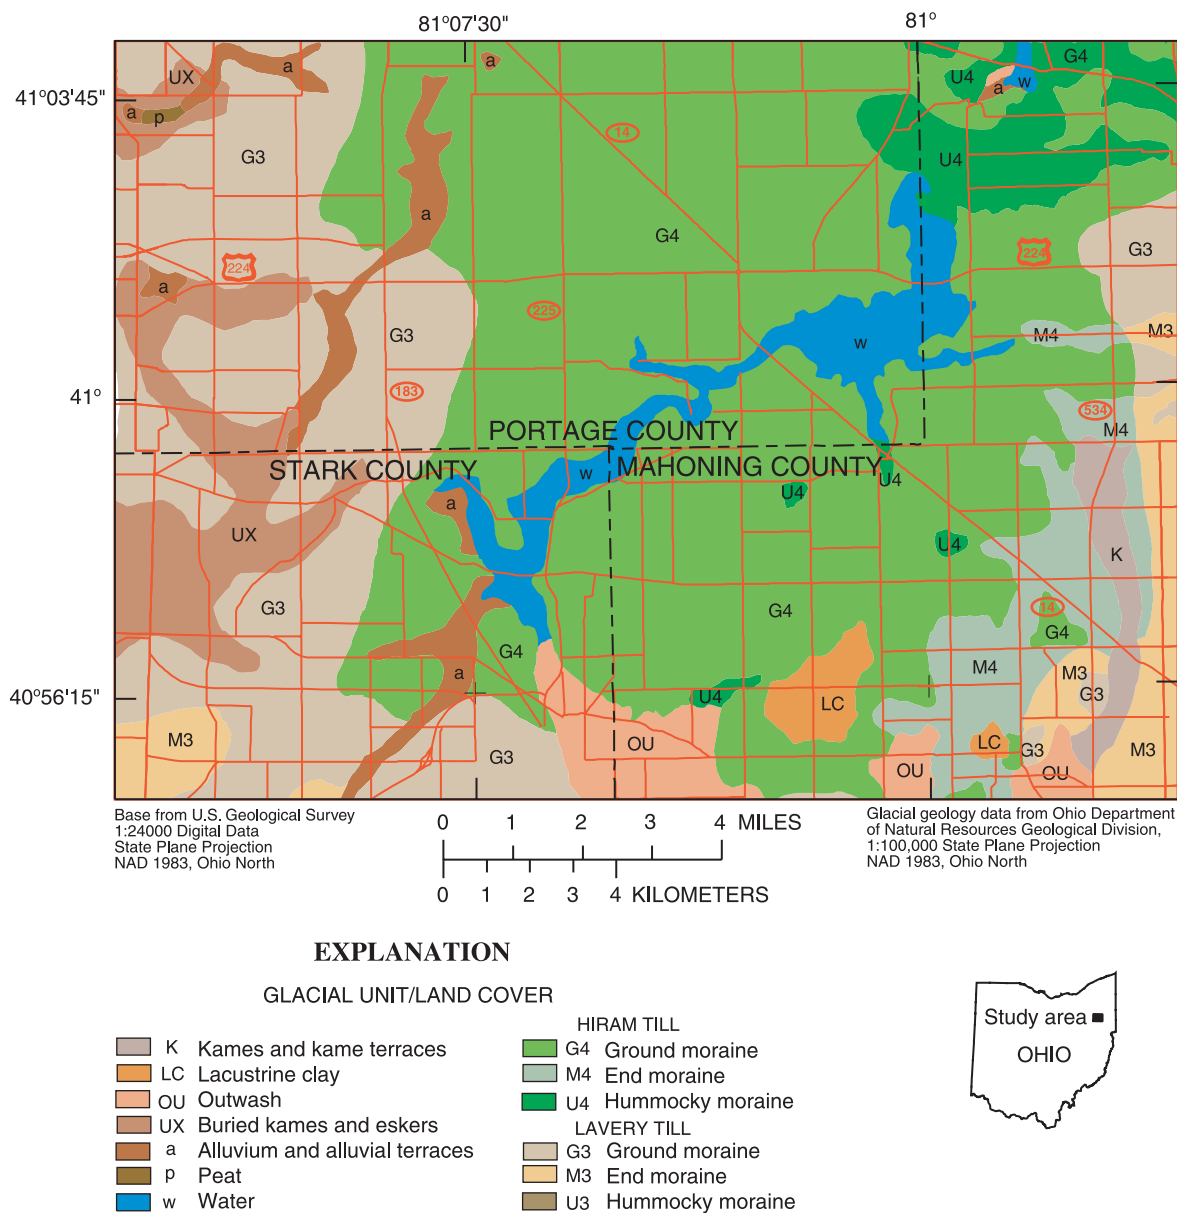 81°07'30" 81°
41°03'45"
41°
40°56'15"
UX a a G4
U4 a w
a p
14
G3 U4
a
G4 G3
224 224
a
225
G3 w M4 M3
183
534
M4
PORTAGE COUNTY
STARK COUNTY MAHONING COUNTY
w U4
a U4
UX U4 K
G3 G4 14
G4
G4 M4 M3
a U4 LC G3
M3 OU LC G3 M3
G3 OU OU
Base from U.S. Geological Survey
1:24000 Digital Data
State Plane Projection
NAD 1983, Ohio North
0 1 2 3 4 MILES
0 1 2 3 4 KILOMETERS
Glacial geology data from Ohio Department
of Natural Resources Geological Division,
1:100,000 State Plane Projection
NAD 1983, Ohio North
EXPLANATION
GLACIAL UNIT/LAND COVER
K Kames and kame terraces
LC Lacustrine clay
OU Outwash
UX Buried kames and eskers
a Alluvium and alluvial terraces
p Peat
w Water
HIRAM TILL
G4 Ground moraine
M4 End moraine
U4 Hummocky moraine
LAVERY TILL
G3 Ground moraine
M3 End moraine
U3 Hummocky moraine
Study area
OHIO